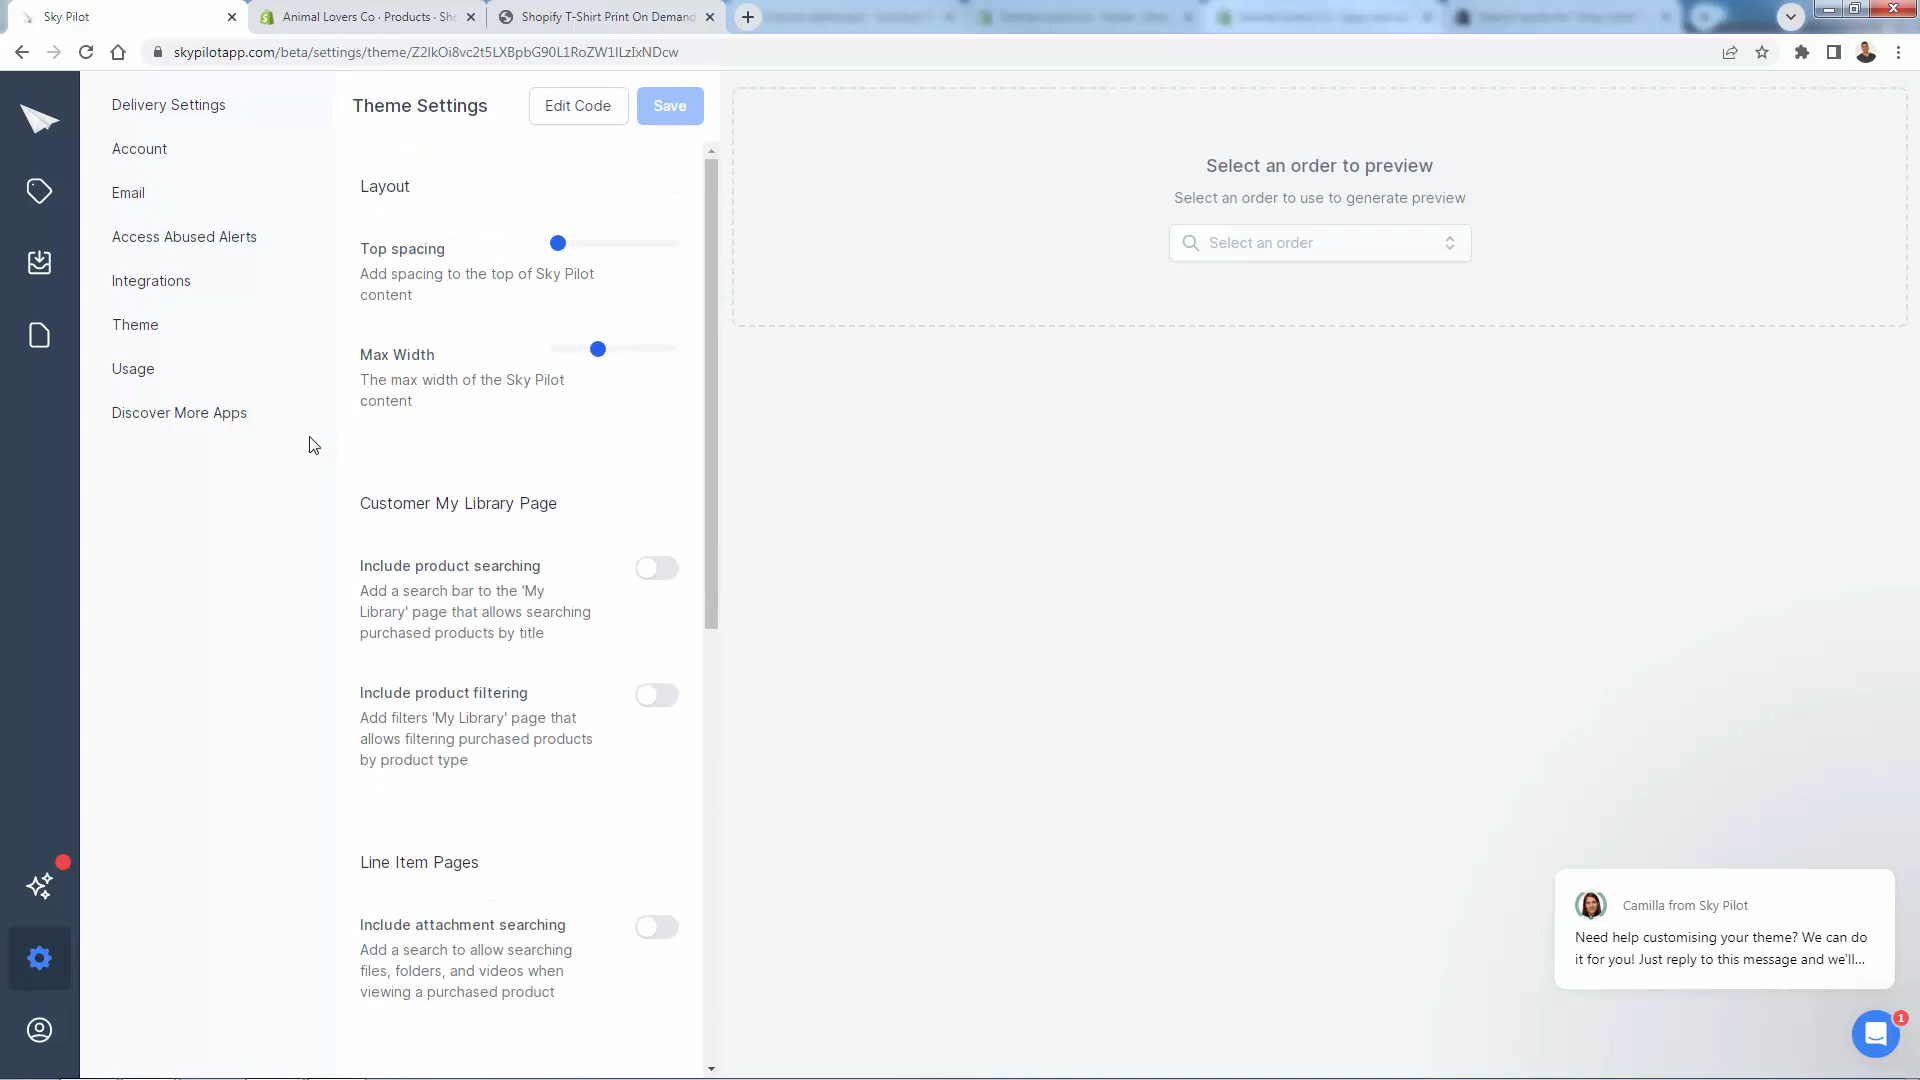 Sky Pilot
Animal Lovers Co · Products · Sho
Shopify T-Shirt Print On Demand
skypilotapp.com/beta/settings/theme/Z2lkOi8vc2t5LXBpbG90L1RoZW1lLzIxNDcw
Delivery Settings
Account
Email
Access Abused Alerts
Integrations
Theme
Usage
Discover More Apps
Theme Settings
Edit Code
Save
Layout
Top spacing
Add spacing to the top of Sky Pilot
content
Max Width
The max width of the Sky Pilot
content
Customer My Library Page
Include product searching
Add a search bar to the 'My
Library' page that allows searching
purchased products by title
Include product filtering
Add filters 'My Library' page that
allows filtering purchased products
by product type
Line Item Pages
Include attachment searching
Add a search to allow searching
files, folders, and videos when
viewing a purchased product
Select an order to preview
Select an order to use to generate preview
Select an order
Camilla from Sky Pilot
Need help customising your theme? We can do
it for you! Just reply to this message and we'll...
1